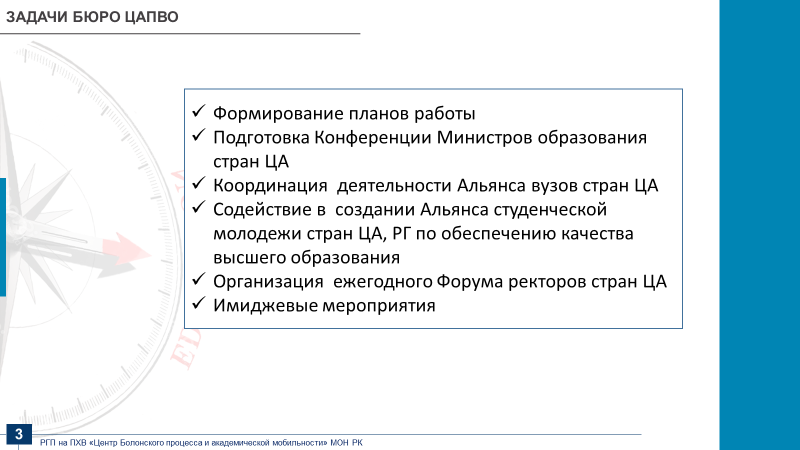 ЗАДАЧИ БЮРО ЦАПВО
✓ Формирование планов работы
✓ Подготовка Конференции Министров образования
стран ЦА
✓ Координация деятельности Альянса вузов стран ЦА
✓ Содействие в создании Альянса студенческой
молодежи стран ЦА, РГ по обеспечению качества
высшего образования
✓ Организация ежегодного Форума ректоров стран ЦА
✓ Имиджевые мероприятия
3
РГП на ПХВ «Центр Болонского процесса и академической мобильности» МОН РК